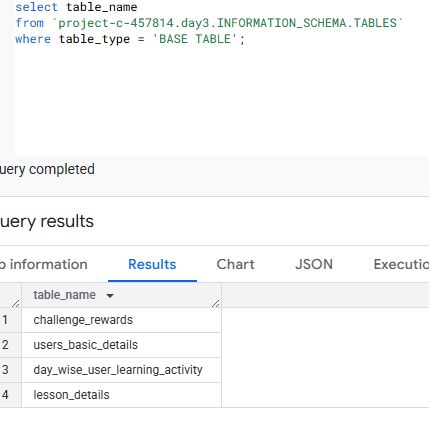 select table_name
from `project-c-457814.day3.INFORMATION_SCHEMA.TABLES`
where table_type = 'BASE TABLE';
uery completed
uery results
o information Results Chart JSON Executio
table_name
1 challenge_rewards
2 users_basic_details
3 day_wise_user_learning_activity
4 lesson_details